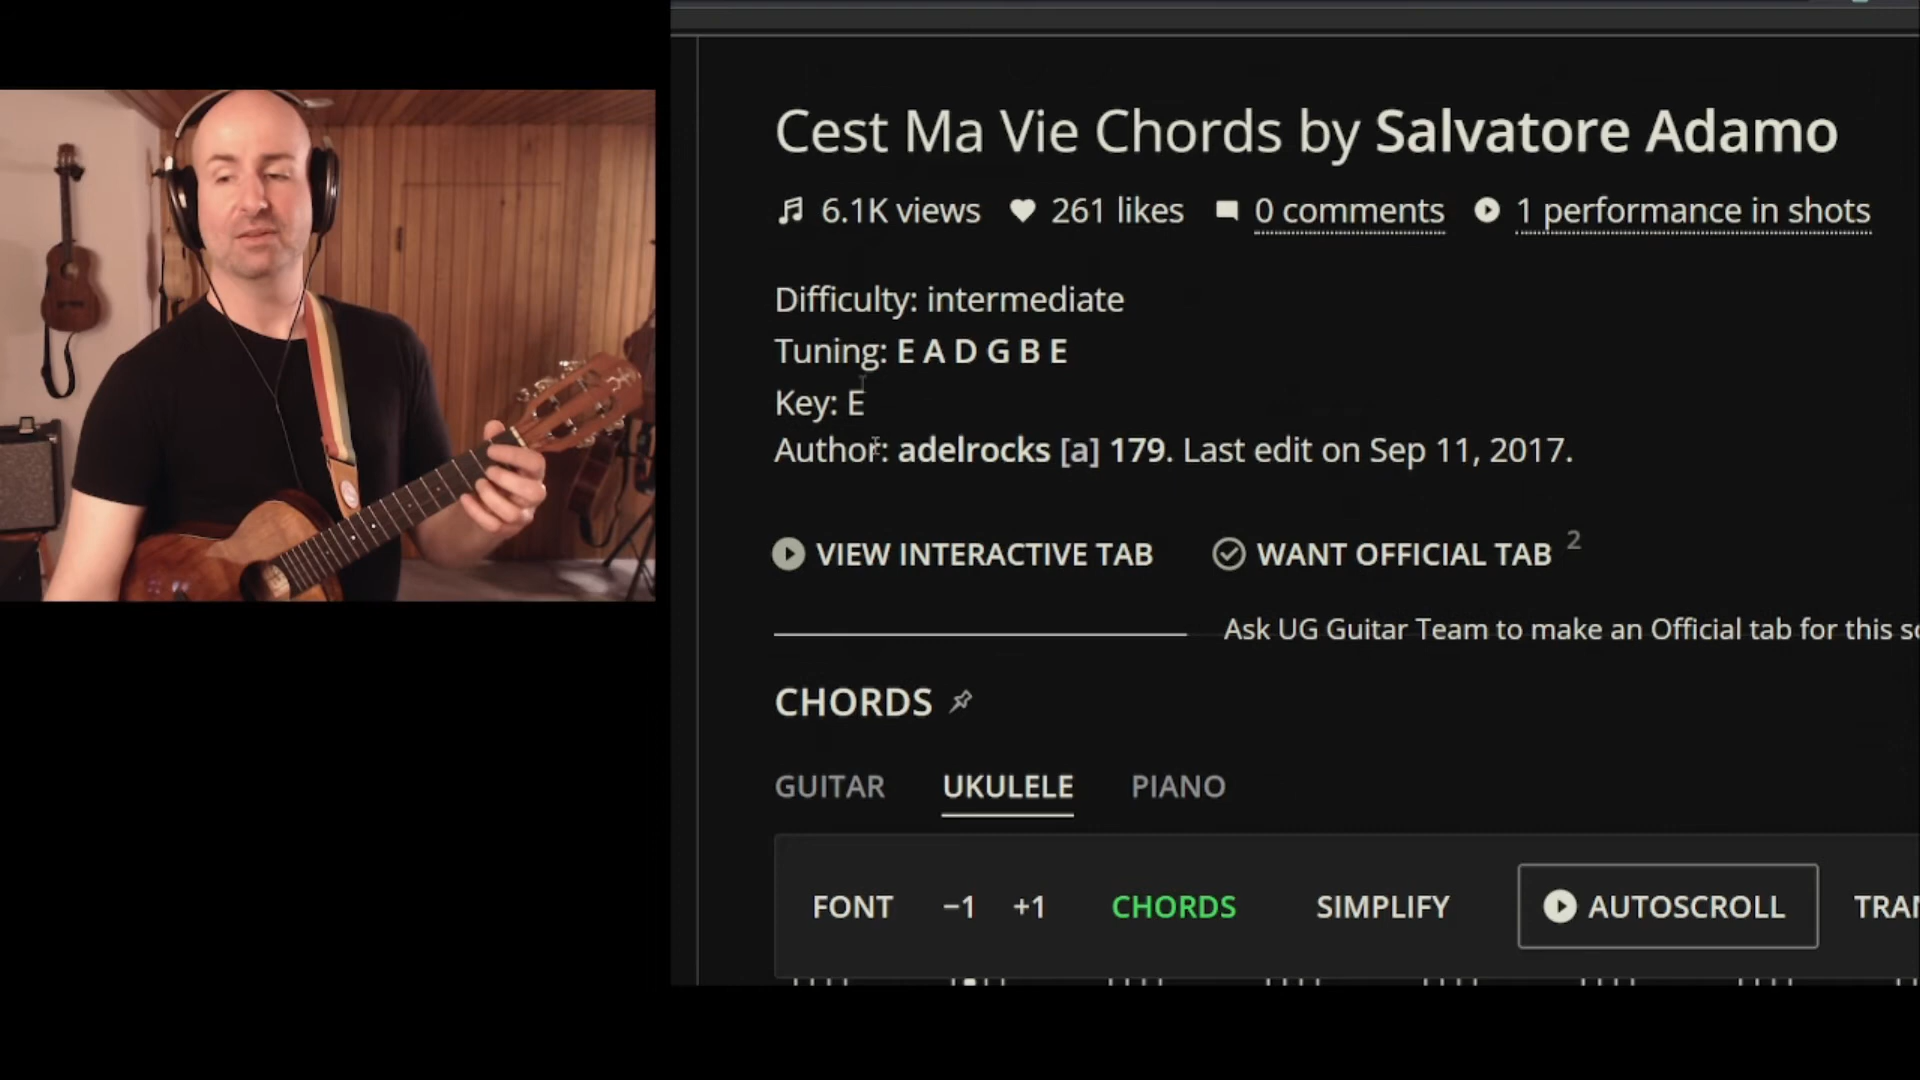 Cest Ma Vie Chords by Salvatore Adamo
6.1K views 261 likes 0 comments 1 performance in shots
Difficulty: intermediate
Tuning: E A D G B E
Key: E
Author: adelrocks [a] 179. Last edit on Sep 11, 2017.
VIEW INTERACTIVE TAB WANT OFFICIAL TAB 2
Ask UG Guitar Team to make an Official tab for this
CHORDS
GUITAR UKULELE PIANO
FONT −1 +1 CHORDS SIMPLIFY AUTOSCROLL